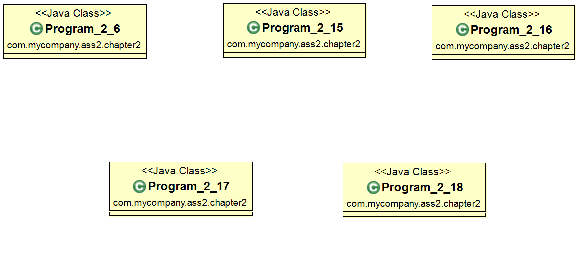 <<Java Class>>
C Program_2_6
com.mycompany.ass2.chapter2
<<Java Class>>
C Program_2_15
com.mycompany.ass2.chapter2
<<Java Class>>
C Program_2_16
com.mycompany.ass2.chapter2
<<Java Class>>
C Program_2_17
com.mycompany.ass2.chapter2
<<Java Class>>
C Program_2_18
com.mycompany.ass2.chapter2